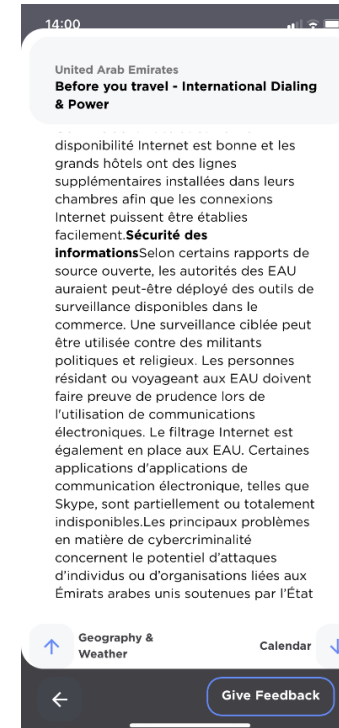 14:00
United Arab Emirates
Before you travel - International Dialing
& Power
disponibilité Internet est bonne et les
grands hôtels ont des lignes
supplémentaires installées dans leurs
chambres afin que les connexions
Internet puissent être établies
facilement.Sécurité des
informationsSelon certains rapports de
source ouverte, les autorités des EAU
auraient peut-être déployé des outils de
surveillance disponibles dans le
commerce. Une surveillance ciblée peut
être utilisée contre des militants
politiques et religieux. Les personnes
résidant ou voyageant aux EAU doivent
faire preuve de prudence lors de
l'utilisation de communications
électroniques. Le filtrage Internet est
également en place aux EAU. Certaines
applications d'applications de
communication électronique, telles que
Skype, sont partiellement ou totalement
indisponibles.Les principaux problèmes
en matière de cybercriminalité
concernent le potentiel d’attaques
d’individus ou d’organisations liées aux
Émirats arabes unis soutenues par l’État
Geography &
Weather
Calendar
Give Feedback